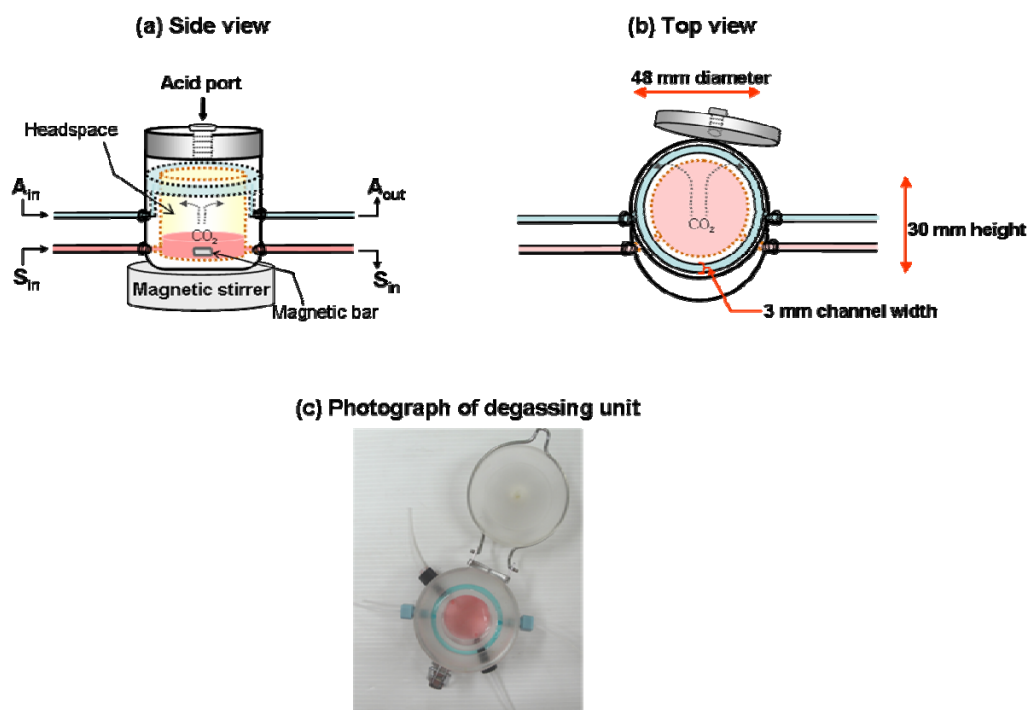 (a) Side view
(b) Top view
Acid port
48 mm diameter
Headspace
Ain
Aout
CO2
CO2
30 mm height
Sin
Sin
Magnetic stirrer
Magnetic bar
3 mm channel width
(c) Photograph of degassing unit